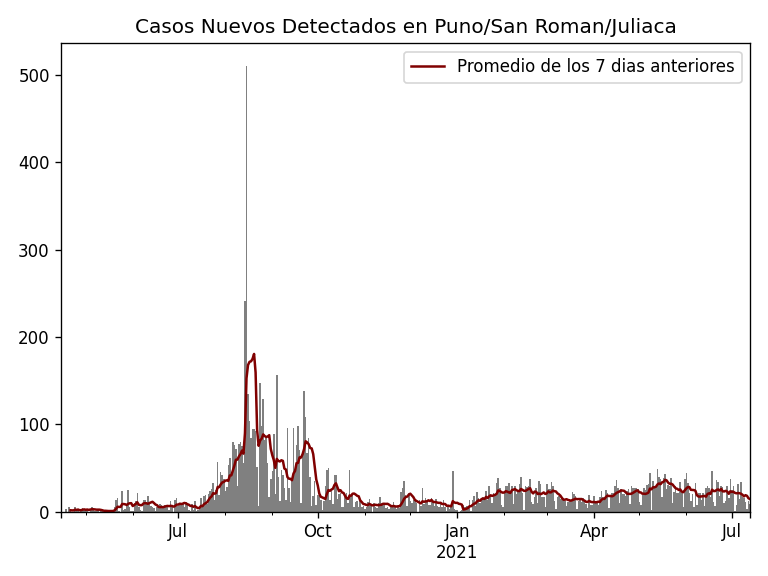 Casos Nuevos Detectados en Puno/San Roman/Juliaca
Promedio de los 7 dias anteriores
500
400
300
200
100
0
Jul
Oct
Jan
2021
Apr
Jul